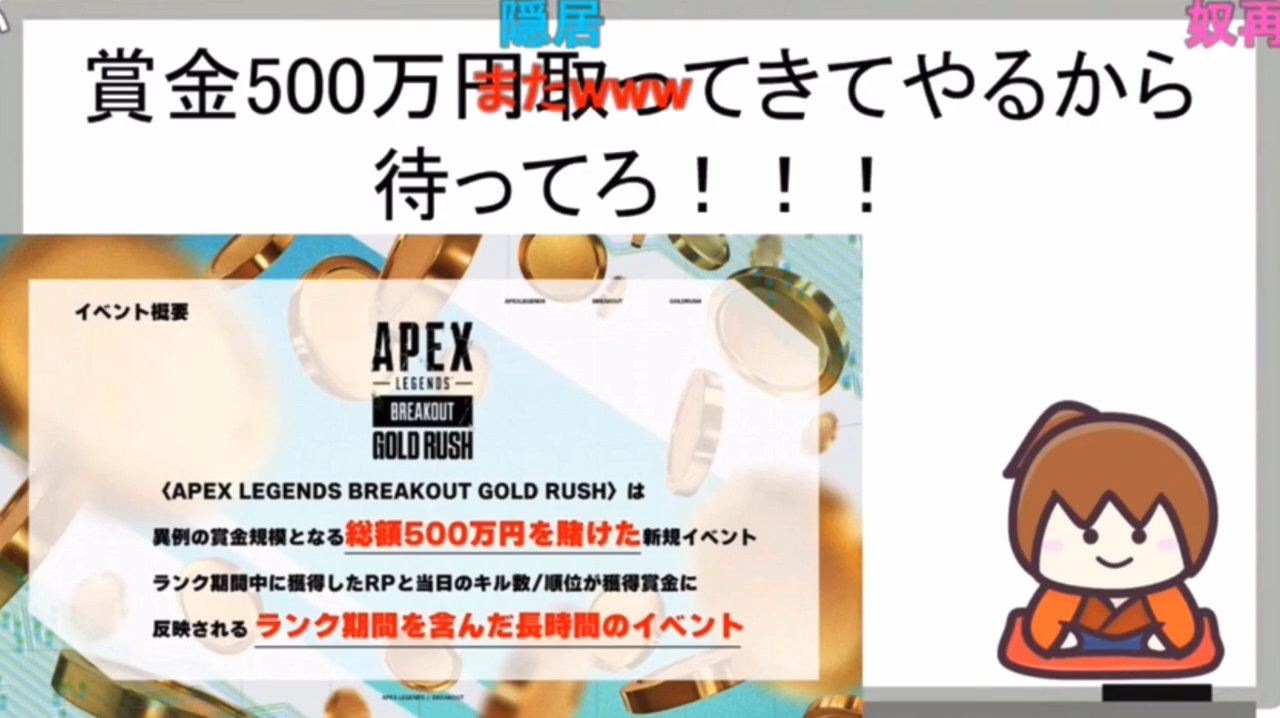 隠居
奴再
賞金500万円取ってきてやるから
またwww
待ってろ！！！
イベント概要
APEXLEGENDS BREAKOUT GOLDRUSH
APEX
LEGENDS
BREAKOUT
GOLD RUSH
〈APEX LEGENDS BREAKOUT GOLD RUSH〉は
異例の賞金規模となる総額500万円を賭けた新規イベント
ランク期間中に獲得したRPと当日のキル数/順位が獲得賞金に
反映される ランク期間を含んだ長時間のイベント
APEX LEGENDS / BREAKOUT